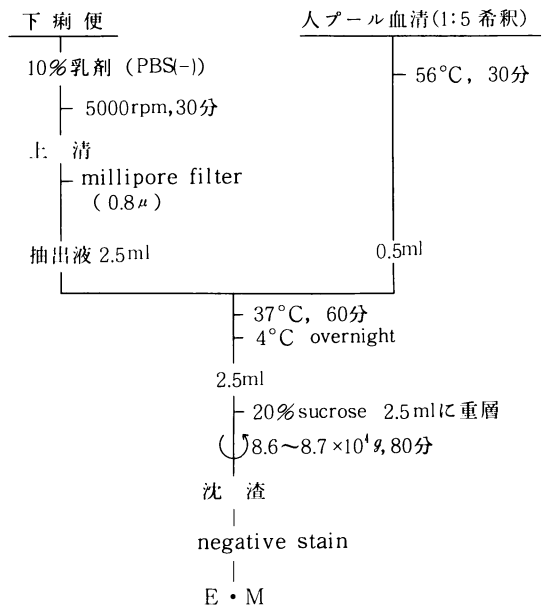 下痢便
人プール血清(1:5 希釈)
10%乳剤 (PBS(-))
56°C, 30分
5000rpm,30分
上 清
millipore filter
( 0.8μ )
抽出液 2.5ml
0.5ml
37°C, 60分
4°C overnight
2.5ml
20%sucrose 2.5mlに重層
8.6～8.7×10⁴g,80分
沈 渣
negative stain
E・M